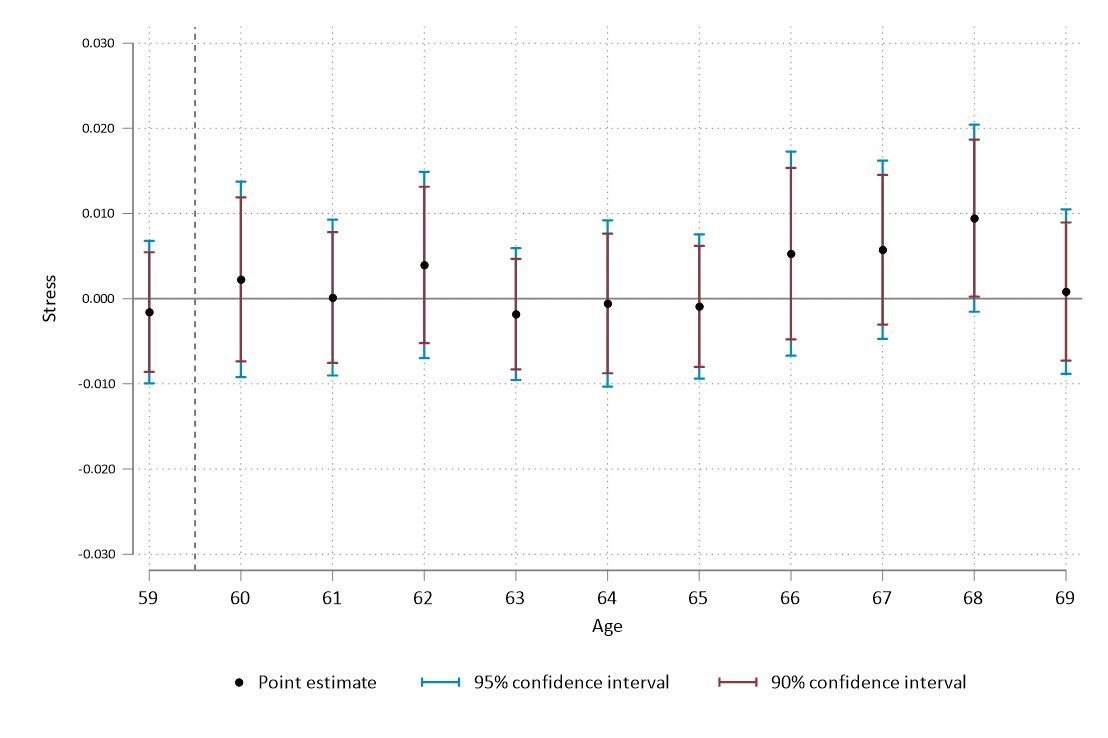 0.030
0.020
0.010
0.000
-0.010
-0.020
-0.030
Stress
59 60 61 62 63 64 65 66 67 68 69
Age
Point estimate 95% confidence interval 90% confidence interval